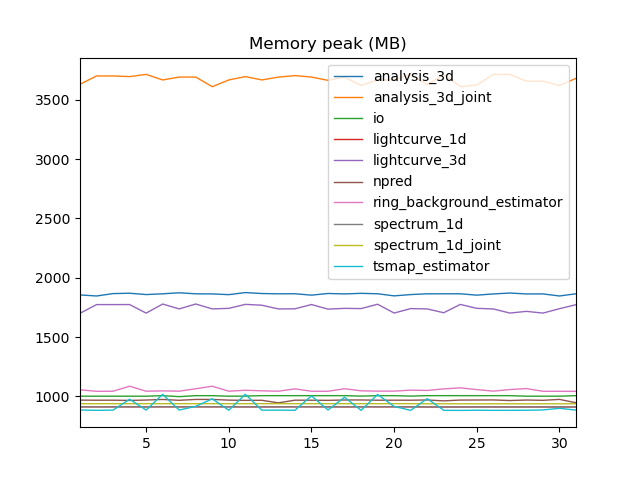 Memory peak (MB)
analysis_3d
analysis_3d_joint
io
lightcurve_1d
lightcurve_3d
npred
ring_background_estimator
spectrum_1d
spectrum_1d_joint
tsmap_estimator
3500
3000
2500
2000
1500
1000
5 10 15 20 25 30